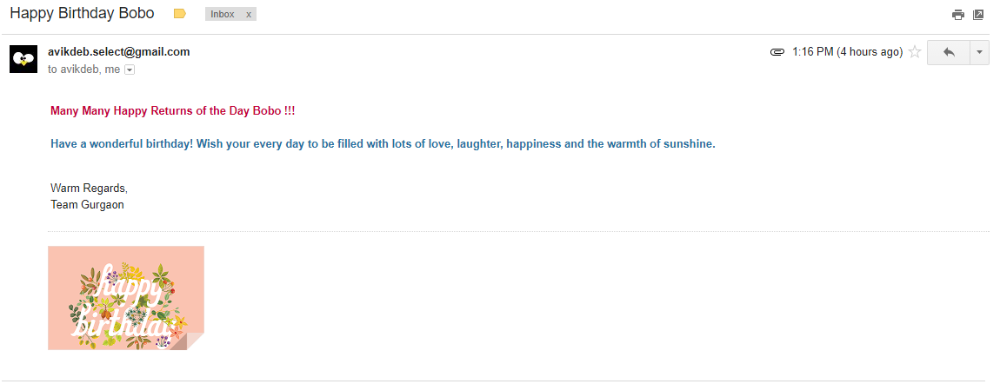 Happy Birthday Bobo
Inbox x
avikdeb.select@gmail.com
1:16 PM (4 hours ago)
to avikdeb, me
Many Many Happy Returns of the Day Bobo !!!
Have a wonderful birthday! Wish your every day to be filled with lots of love, laughter, happiness and the warmth of sunshine.
Warm Regards,
Team Gurgaon
happy
birthday